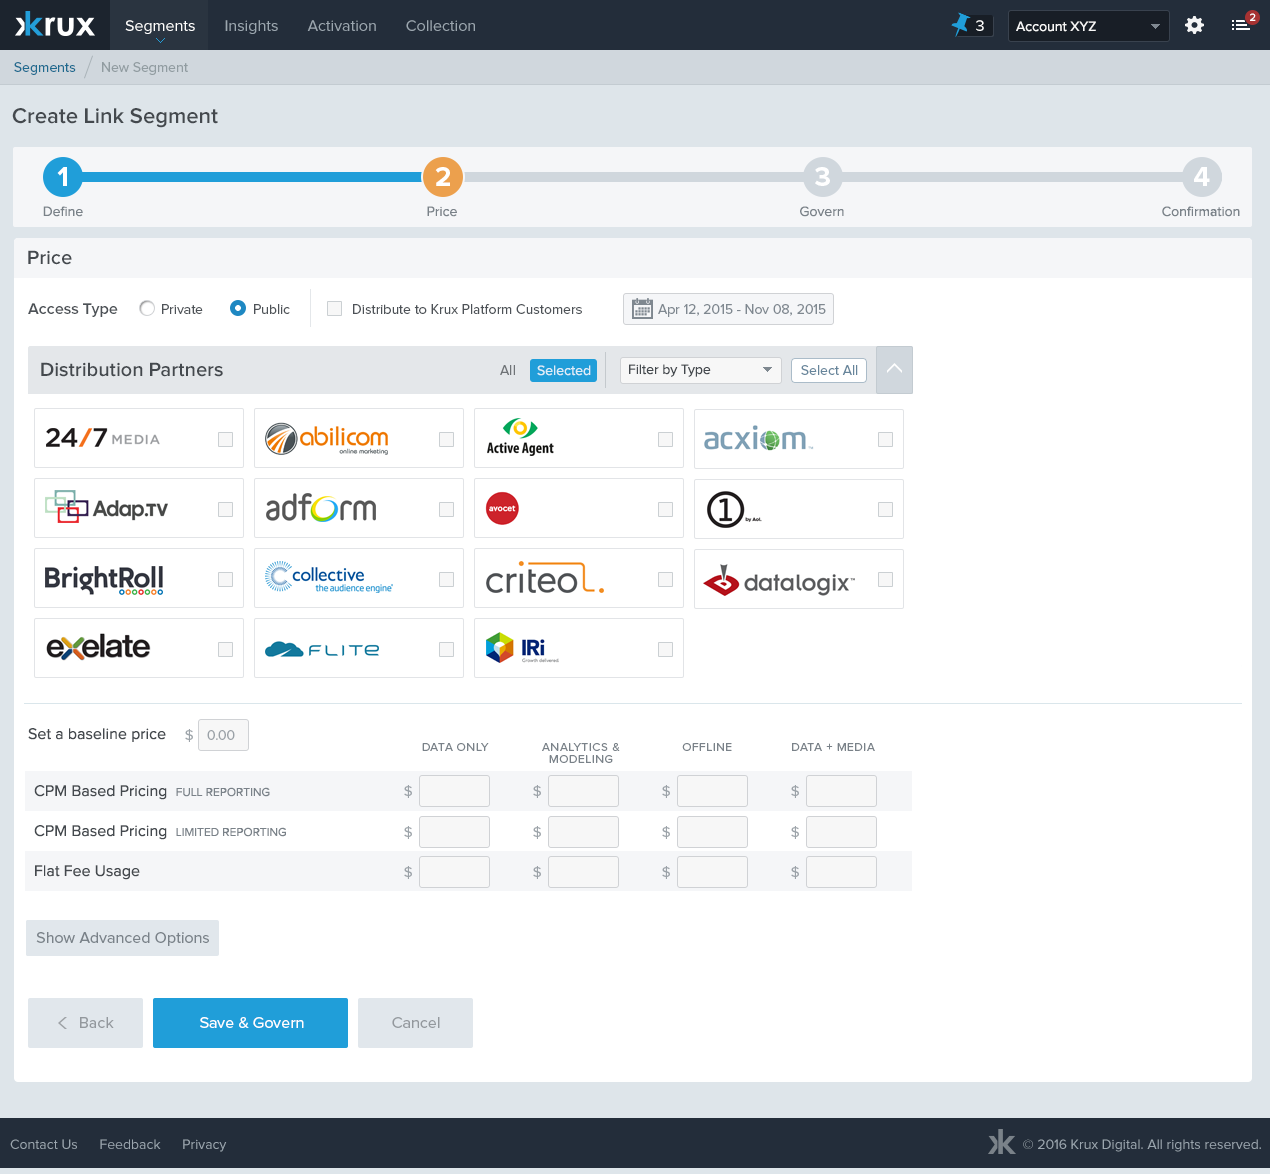 krux Segments Insights Activation Collection 3 Account XYZ 2
Segments / New Segment
Create Link Segment
1 2 3 4
Define Price Govern Confirmation
Price
Access Type Private Public Distribute to Krux Platform Customers Apr 12, 2015 - Nov 08, 2015
Distribution Partners All Selected Filter by Type Select All
24/7 MEDIA
abilicom
online marketing
Active Agent
acxiom™
Adap.TV
adform
avocet
1 by Aol.
BrightRoll
collective
the audience engine®
criteo.
datalogix™
exelate
FLITE
IRi
Growth delivered
Set a baseline price $ 0.00
DATA ONLY
ANALYTICS &
MODELING
OFFLINE
DATA + MEDIA
CPM Based Pricing FULL REPORTING $ $ $ $
CPM Based Pricing LIMITED REPORTING $ $ $ $
Flat Fee Usage $ $ $ $
Show Advanced Options
Back Save & Govern Cancel
Contact Us Feedback Privacy © 2016 Krux Digital. All rights reserved.